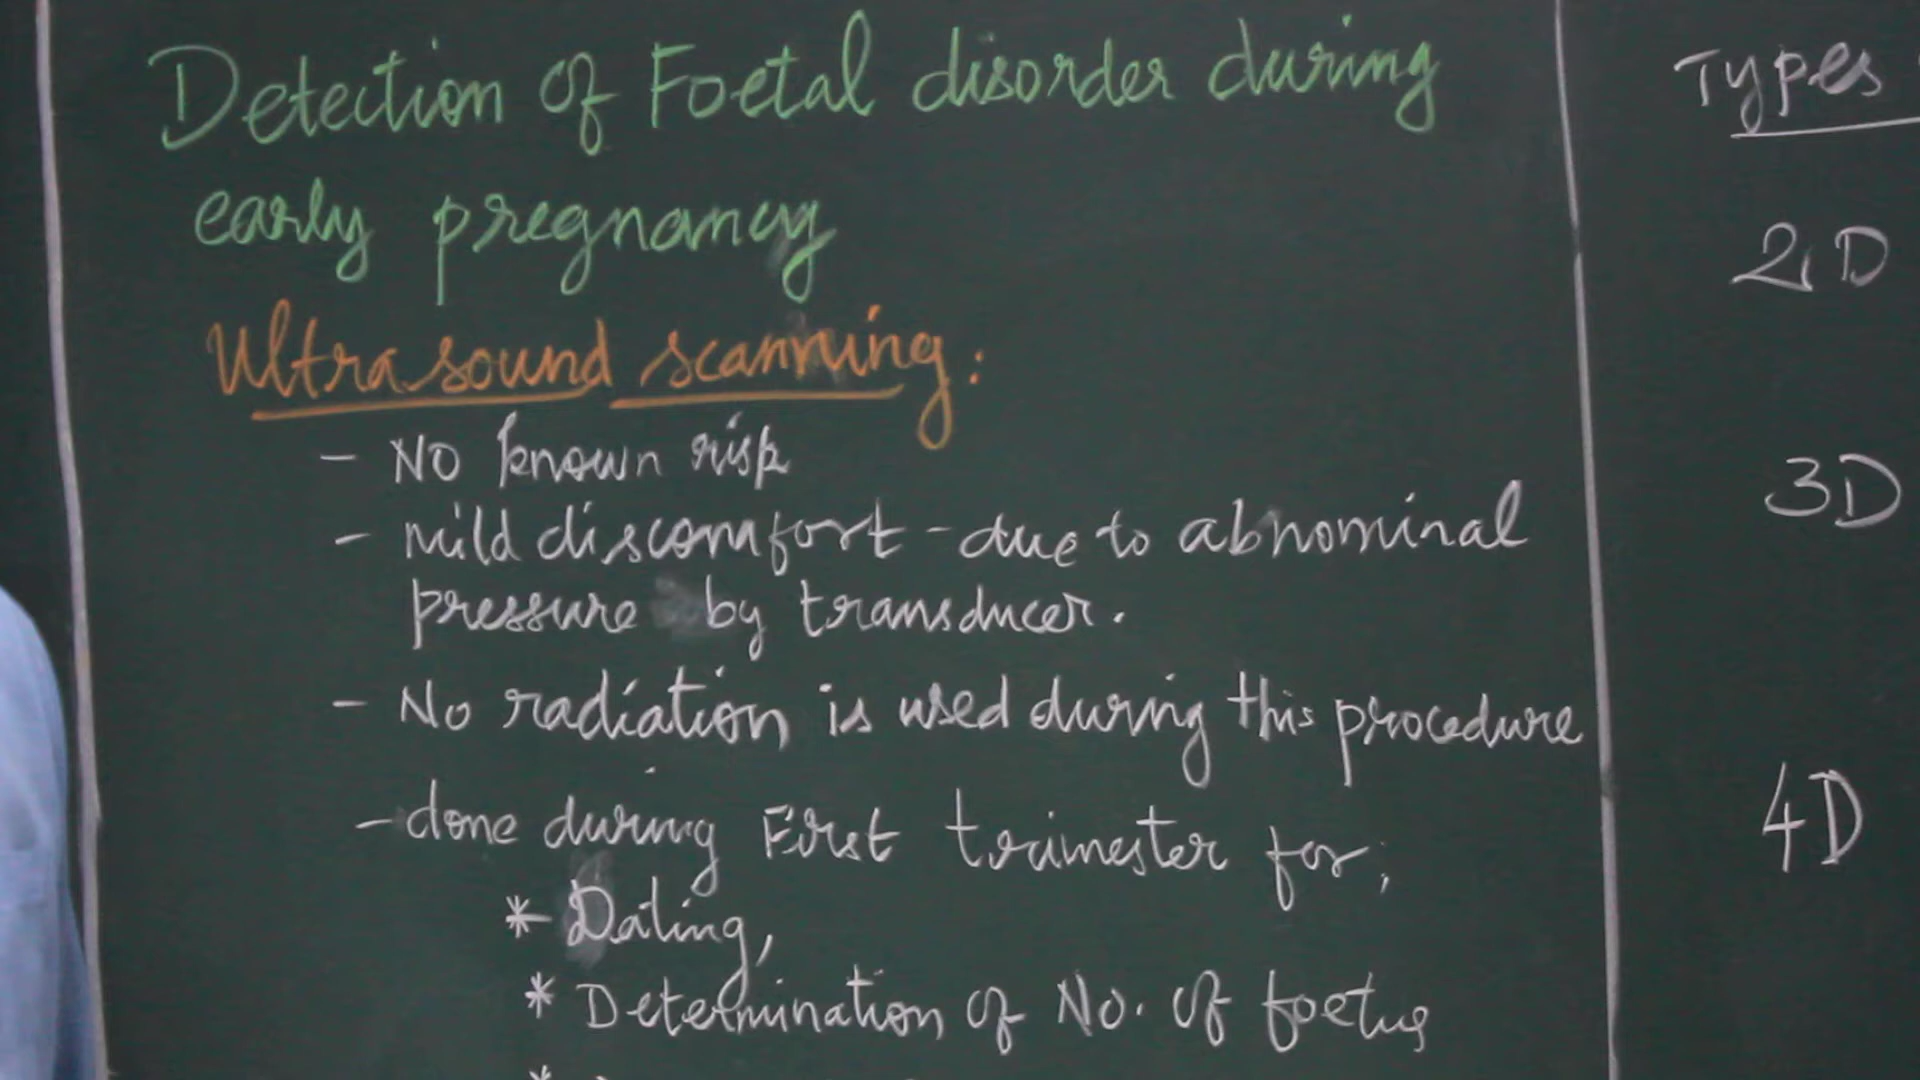 Detection of Foetal disorder during
early pregnancy
Ultrasound scanning:
- No known risk
- mild discomfort - due to abnominal
pressure by transducer.
- No radiation is used during this procedure
- done during First trimester for;
* Dating,
* Determination of No. of foetus
*
Types
2D
3D
4D